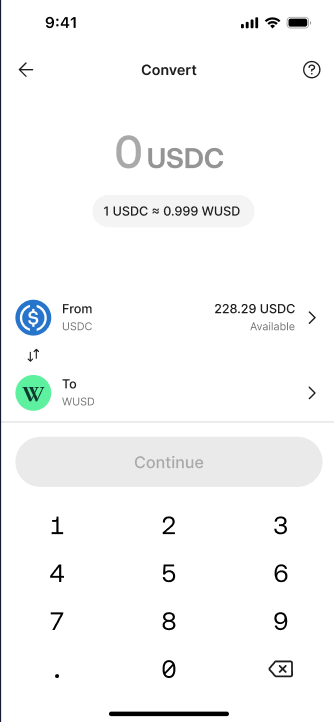 9:41
Convert
0 USDC
1 USDC ≈ 0.999 WUSD
From
228.29 USDC
USDC
Available
To
WUSD
Continue
1 2 3
4 5 6
7 8 9
. 0